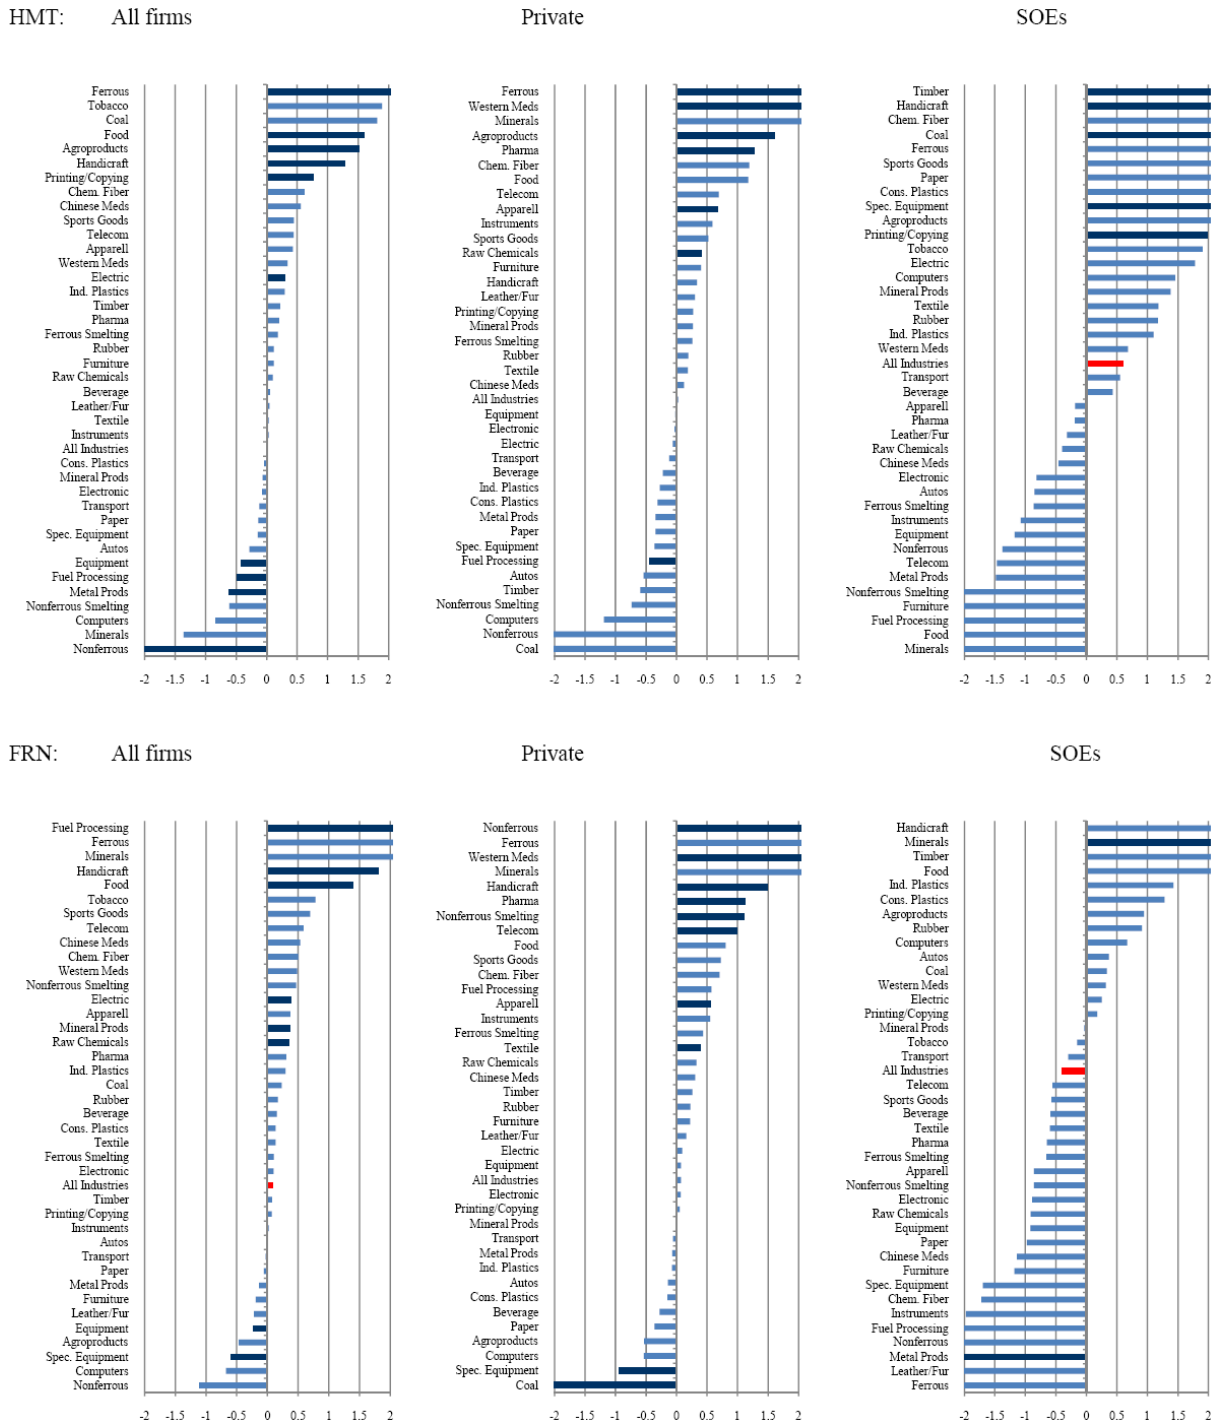 HMT: All firms Private SOEs
Ferrous
Tobacco
Coal
Food
Agroproducts
Handicraft
Printing/Copying
Chem. Fiber
Chinese Meds
Sports Goods
Telecom
Apparell
Western Meds
Electric
Ind. Plastics
Timber
Pharma
Ferrous Smelting
Rubber
Furniture
Raw Chemicals
Beverage
Leather/Fur
Textile
Instruments
All Industries
Cons. Plastics
Mineral Prods
Electronic
Transport
Paper
Spec. Equipment
Autos
Equipment
Fuel Processing
Metal Prods
Nonferrous Smelting
Computers
Minerals
Nonferrous
-2 -1.5 -1 -0.5 0 0.5 1 1.5 2
Ferrous
Western Meds
Minerals
Agroproducts
Pharma
Chem. Fiber
Food
Telecom
Apparell
Instruments
Sports Goods
Raw Chemicals
Furniture
Handicraft
Leather/Fur
Printing/Copying
Mineral Prods
Ferrous Smelting
Rubber
Textile
Chinese Meds
All Industries
Equipment
Electronic
Electric
Transport
Beverage
Ind. Plastics
Cons. Plastics
Metal Prods
Paper
Spec. Equipment
Fuel Processing
Autos
Timber
Nonferrous Smelting
Computers
Nonferrous
Coal
-2 -1.5 -1 -0.5 0 0.5 1 1.5 2
Timber
Handicraft
Chem. Fiber
Coal
Ferrous
Sports Goods
Paper
Cons. Plastics
Spec. Equipment
Agroproducts
Printing/Copying
Tobacco
Electric
Computers
Mineral Prods
Textile
Rubber
Ind. Plastics
Western Meds
All Industries
Transport
Beverage
Apparell
Pharma
Leather/Fur
Raw Chemicals
Chinese Meds
Electronic
Autos
Ferrous Smelting
Instruments
Equipment
Nonferrous
Telecom
Metal Prods
Nonferrous Smelting
Furniture
Fuel Processing
Food
Minerals
-2 -1.5 -1 -0.5 0 0.5 1 1.5 2
FRN: All firms Private SOEs
Fuel Processing
Ferrous
Minerals
Handicraft
Food
Tobacco
Sports Goods
Telecom
Chinese Meds
Chem. Fiber
Western Meds
Nonferrous Smelting
Electric
Apparell
Mineral Prods
Raw Chemicals
Pharma
Ind. Plastics
Coal
Rubber
Beverage
Cons. Plastics
Textile
Ferrous Smelting
Electronic
All Industries
Timber
Printing/Copying
Instruments
Autos
Transport
Paper
Metal Prods
Furniture
Leather/Fur
Equipment
Agroproducts
Spec. Equipment
Computers
Nonferrous
-2 -1.5 -1 -0.5 0 0.5 1 1.5 2
Nonferrous
Ferrous
Western Meds
Minerals
Handicraft
Pharma
Nonferrous Smelting
Telecom
Food
Sports Goods
Chem. Fiber
Fuel Processing
Apparell
Instruments
Ferrous Smelting
Textile
Raw Chemicals
Chinese Meds
Timber
Rubber
Furniture
Leather/Fur
Electric
Equipment
All Industries
Electronic
Printing/Copying
Mineral Prods
Transport
Metal Prods
Ind. Plastics
Autos
Cons. Plastics
Beverage
Paper
Agroproducts
Computers
Spec. Equipment
Coal
-2 -1.5 -1 -0.5 0 0.5 1 1.5 2
Handicraft
Minerals
Timber
Food
Ind. Plastics
Cons. Plastics
Agroproducts
Rubber
Computers
Autos
Coal
Western Meds
Electric
Printing/Copying
Mineral Prods
Tobacco
Transport
All Industries
Telecom
Sports Goods
Beverage
Textile
Pharma
Ferrous Smelting
Apparell
Nonferrous Smelting
Electronic
Raw Chemicals
Equipment
Paper
Chinese Meds
Furniture
Spec. Equipment
Chem. Fiber
Instruments
Fuel Processing
Nonferrous
Metal Prods
Leather/Fur
Ferrous
-2 -1.5 -1 -0.5 0 0.5 1 1.5 2